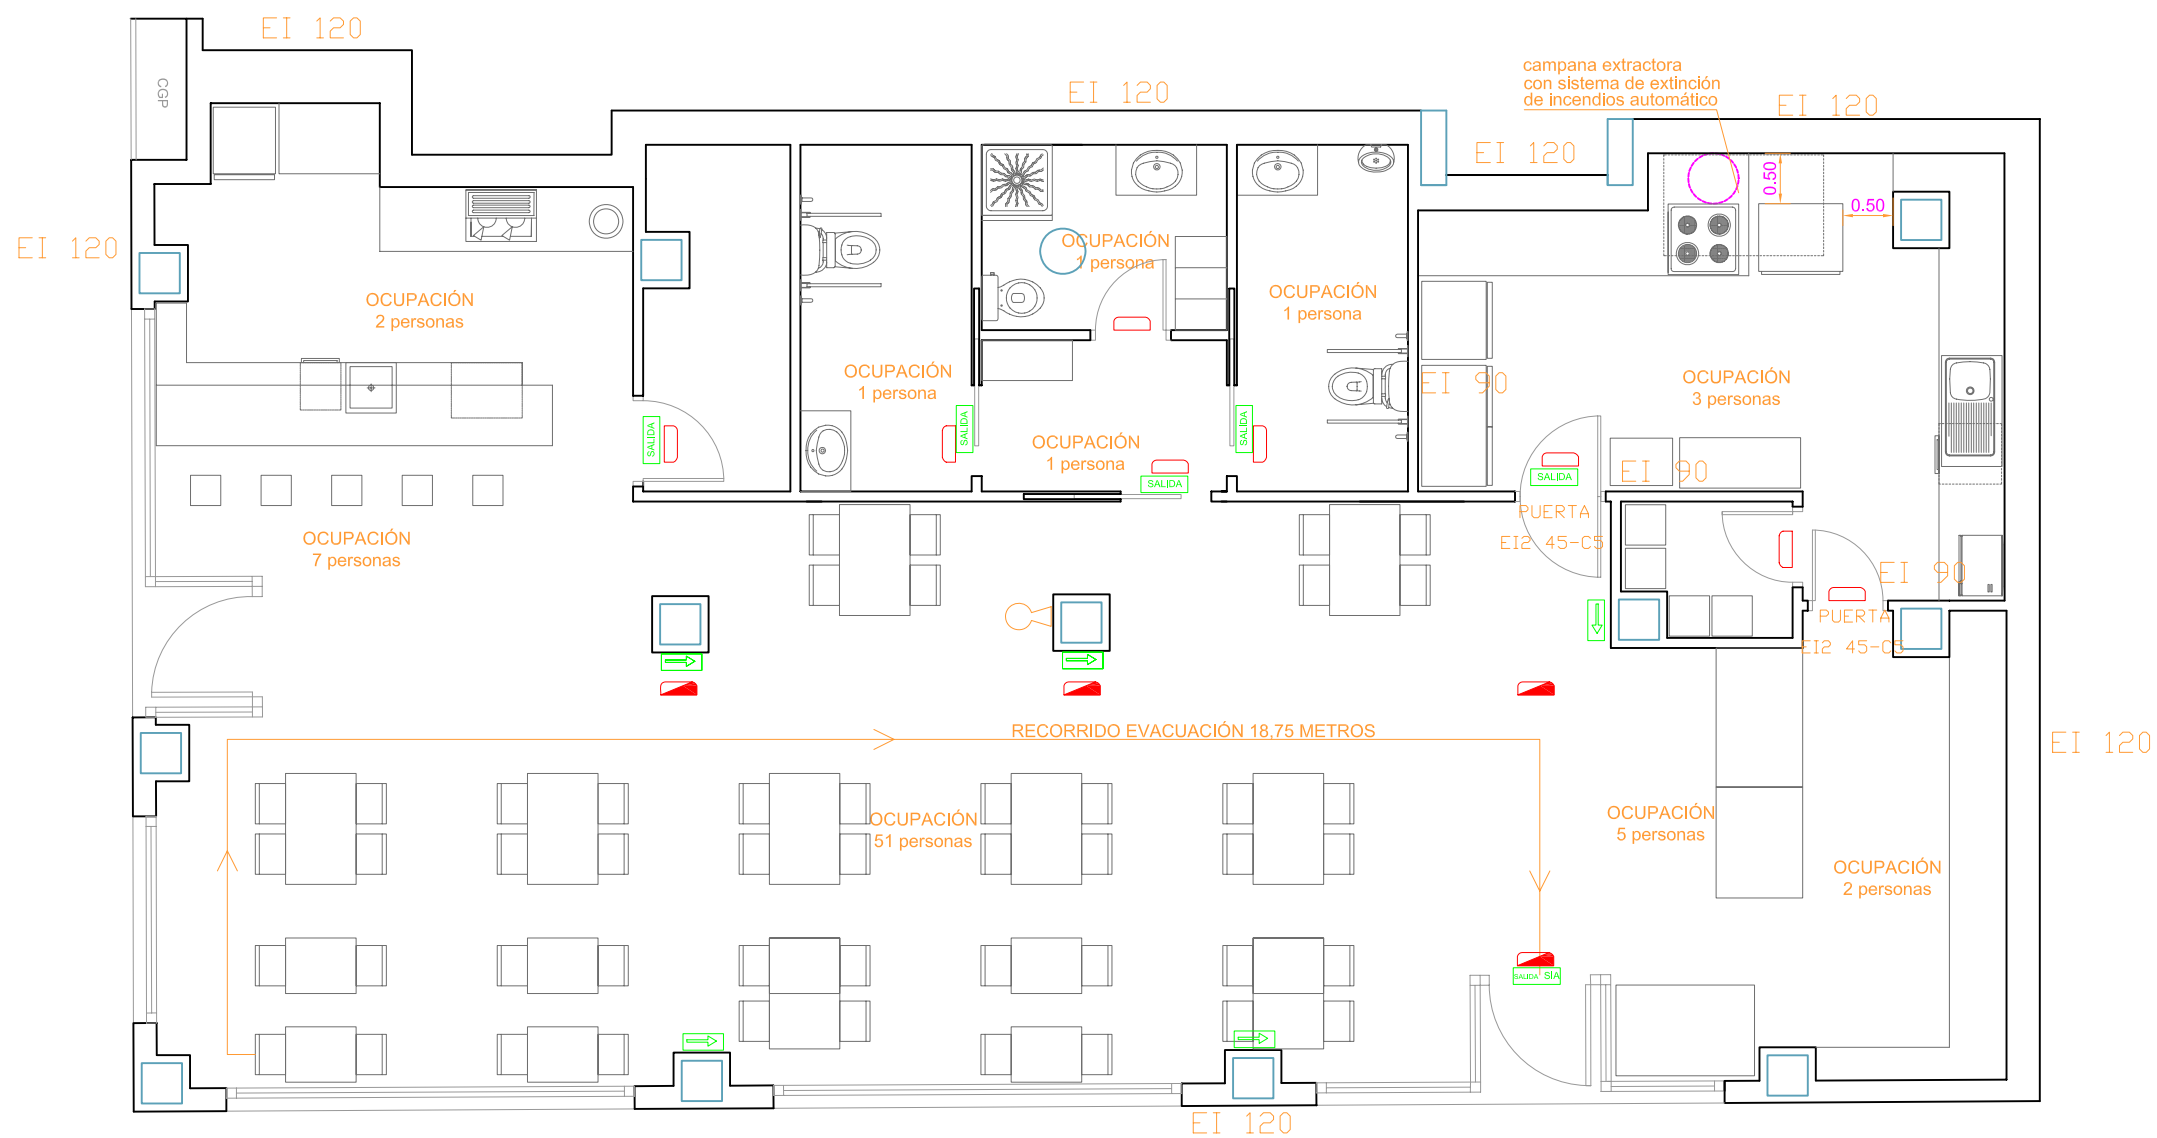 EI 120
CGP
campana extractora
con sistema de extinción
de incendios automático
EI 120
EI 120
EI 120
0.50
0.50
EI 120
OCUPACIÓN
2 personas
OCUPACIÓN
1 persona
OCUPACIÓN
1 persona
OCUPACIÓN
1 persona
OCUPACIÓN
1 persona
EI 90
OCUPACIÓN
3 personas
SALIDA
SALIDA
SALIDA
SALIDA
SALIDA
EI 90
OCUPACIÓN
7 personas
PUERTA
EI2 45-C5
EI 90
PUERTA
EI2 45-C5
RECORRIDO EVACUACIÓN 18,75 METROS
EI 120
OCUPACIÓN
51 personas
OCUPACIÓN
5 personas
OCUPACIÓN
2 personas
SALIDA SIA
EI 120